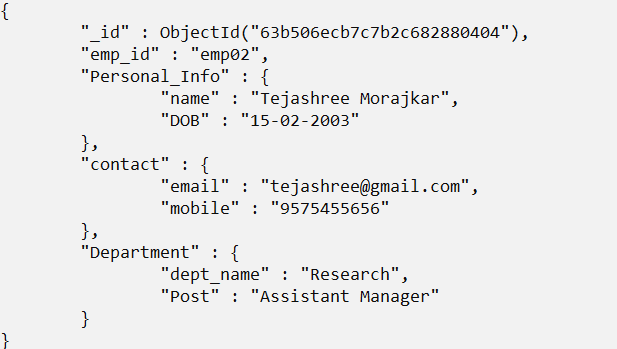 {
"_id" : ObjectId("63b506ecb7c7b2c682880404"),
"emp_id" : "emp02",
"Personal_Info" : {
"name" : "Tejashree Morajkar",
"DOB" : "15-02-2003"
},
"contact" : {
"email" : "tejashree@gmail.com",
"mobile" : "9575455656"
},
"Department" : {
"dept_name" : "Research",
"Post" : "Assistant Manager"
}
}